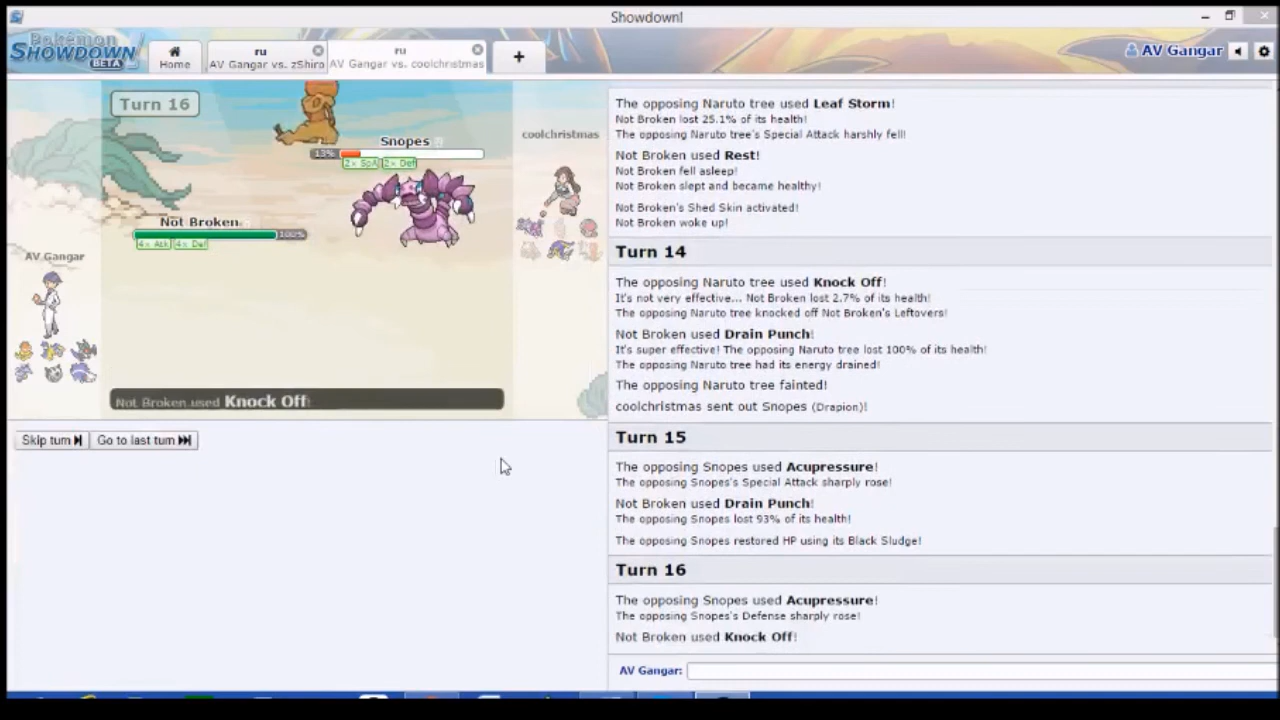 Showdown!
Pokémon
SHOWDOWN
BETA
Home
ru
AV Gangar vs. zShiro
ru
AV Gangar vs. coolchristmas
+
AV Gangar
Turn 16
Snopes
13%
2× SpA 2× Def
coolchristmas
Not Broken
100%
4× Atk 4× Def
AV Gangar
Not Broken used Knock Off!
Skip turn
Go to last turn
The opposing Naruto tree used Leaf Storm!
Not Broken lost 25.1% of its health!
The opposing Naruto tree's Special Attack harshly fell!
Not Broken used Rest!
Not Broken fell asleep!
Not Broken slept and became healthy!
Not Broken's Shed Skin activated!
Not Broken woke up!
Turn 14
The opposing Naruto tree used Knock Off!
It's not very effective... Not Broken lost 2.7% of its health!
The opposing Naruto tree knocked off Not Broken's Leftovers!
Not Broken used Drain Punch!
It's super effective! The opposing Naruto tree lost 100% of its health!
The opposing Naruto tree had its energy drained!
The opposing Naruto tree fainted!
coolchristmas sent out Snopes (Drapion)!
Turn 15
The opposing Snopes used Acupressure!
The opposing Snopes's Special Attack sharply rose!
Not Broken used Drain Punch!
The opposing Snopes lost 93% of its health!
The opposing Snopes restored HP using its Black Sludge!
Turn 16
The opposing Snopes used Acupressure!
The opposing Snopes's Defense sharply rose!
Not Broken used Knock Off!
AV Gangar: